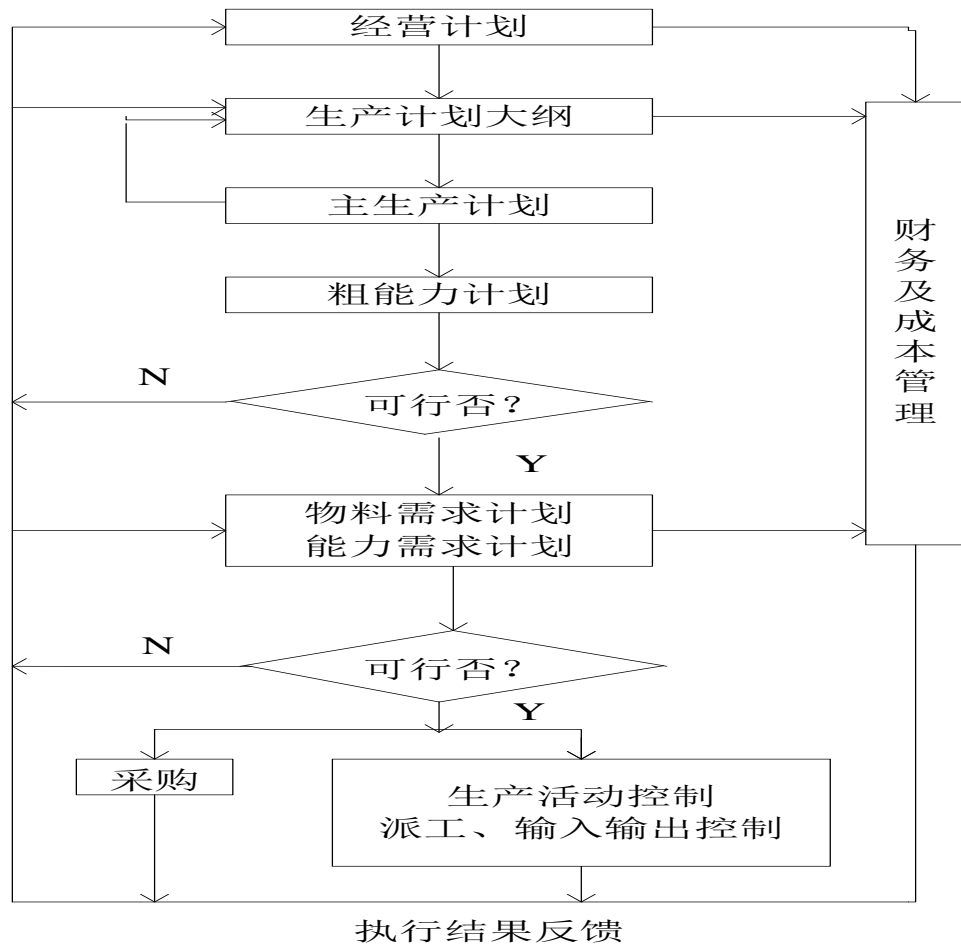 经营计划
生产计划大纲
主生产计划
粗能力计划
财务及成本管理
N
可行否?
Y
物料需求计划
能力需求计划
N
可行否?
Y
采购
生产活动控制
派工、输入输出控制
执行结果反馈